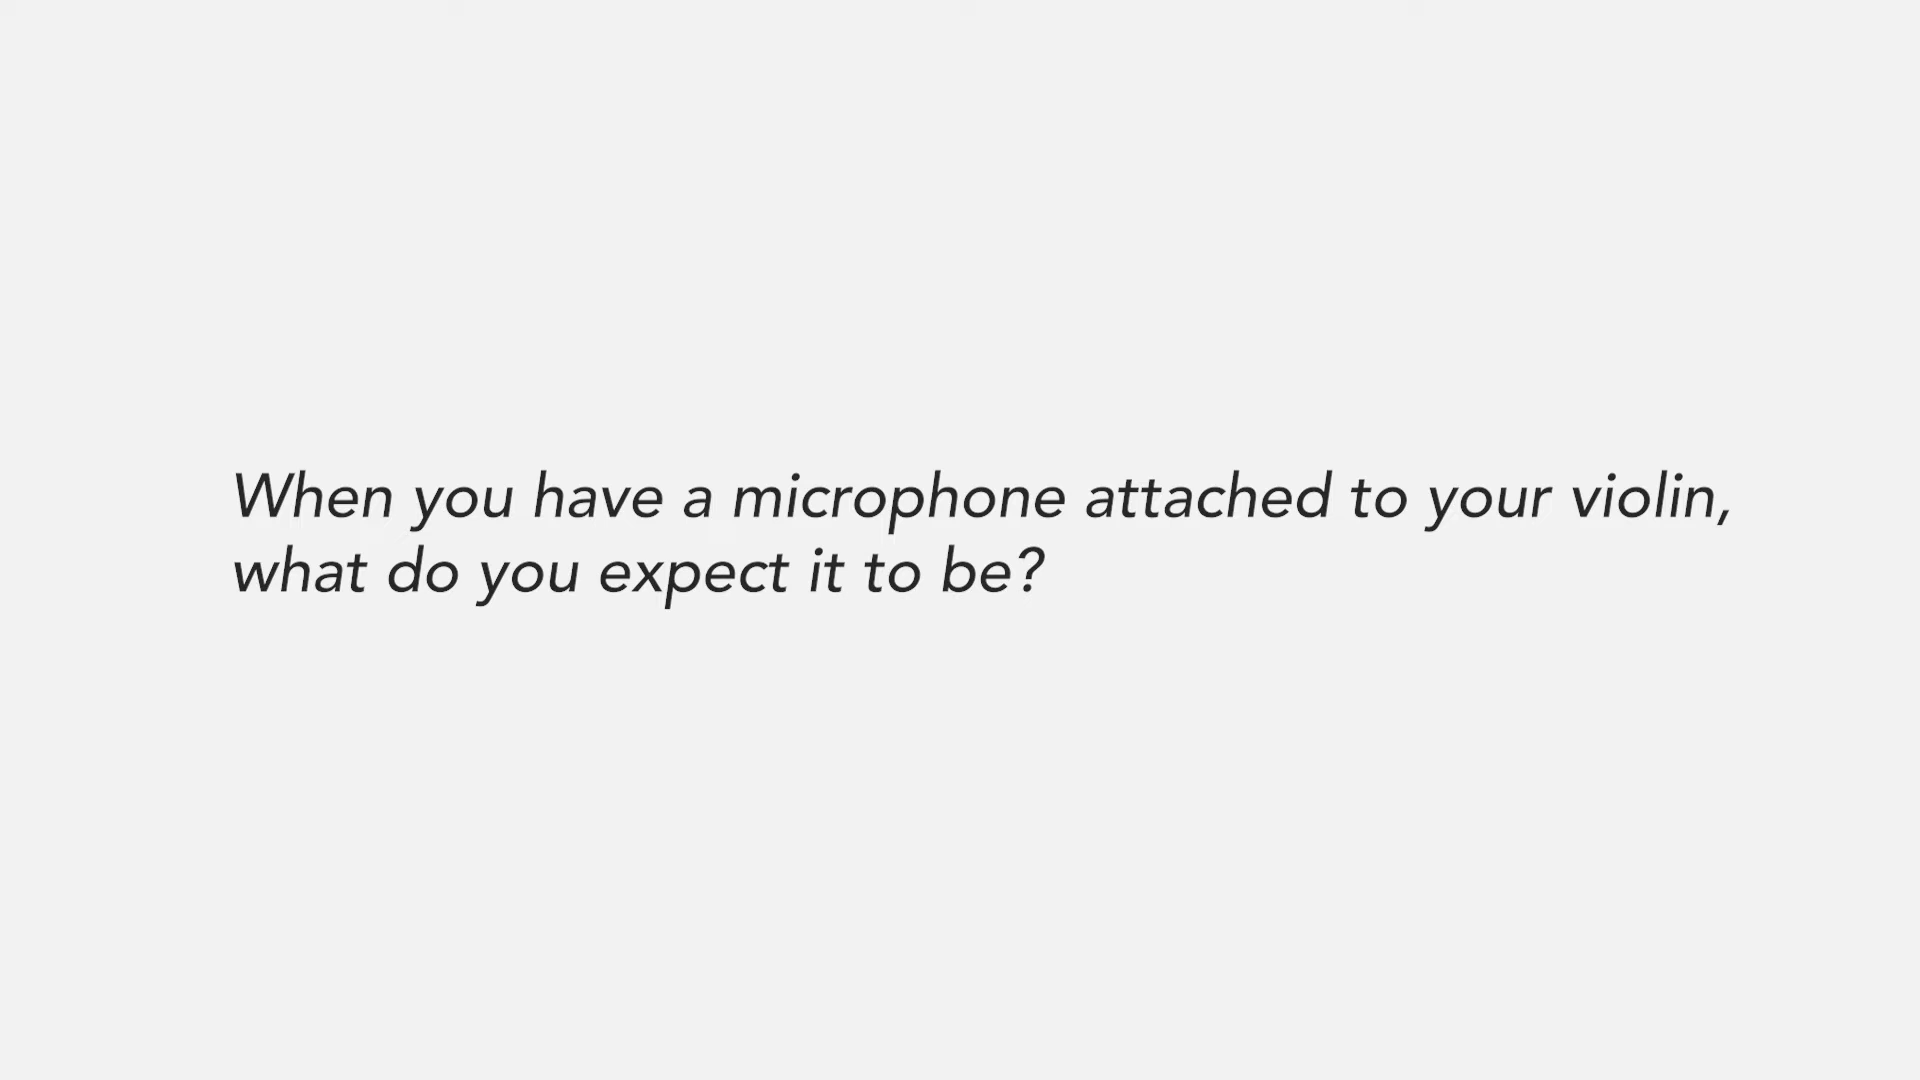 When you have a microphone attached to your violin,
what do you expect it to be?